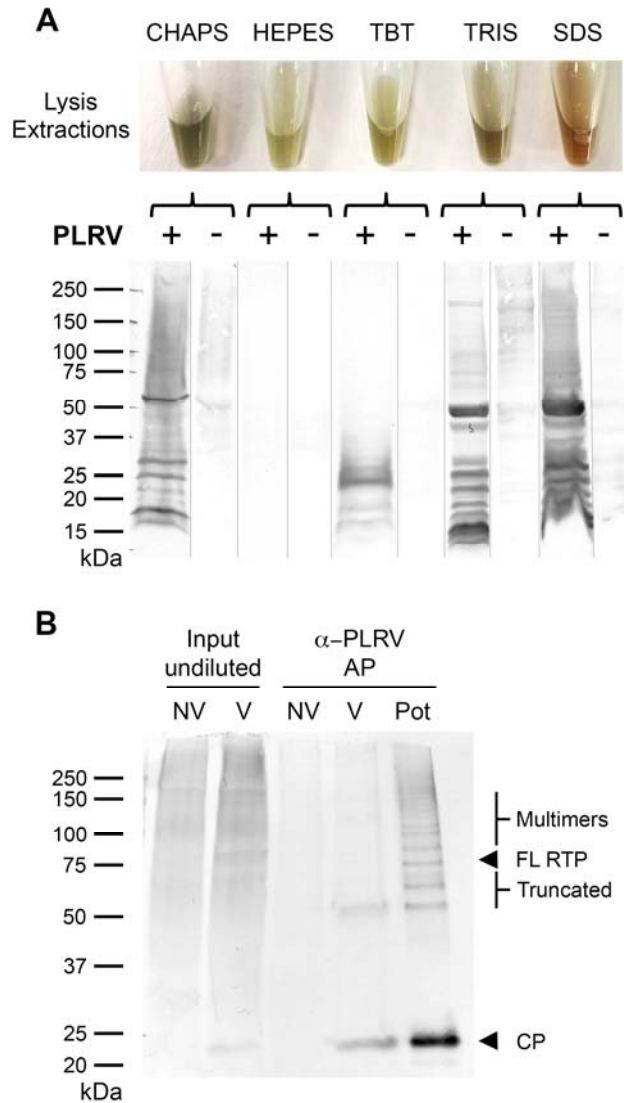 A
CHAPS HEPES TBT TRIS SDS
Lysis
Extractions
PLRV + - + - + - + - + -
250
150
100
75
50
37
25
20
15
kDa
B
Input
undiluted
α–PLRV
AP
NV V NV V Pot
250
150
100
75
50
37
25
20
kDa
Multimers
FL RTP
Truncated
CP